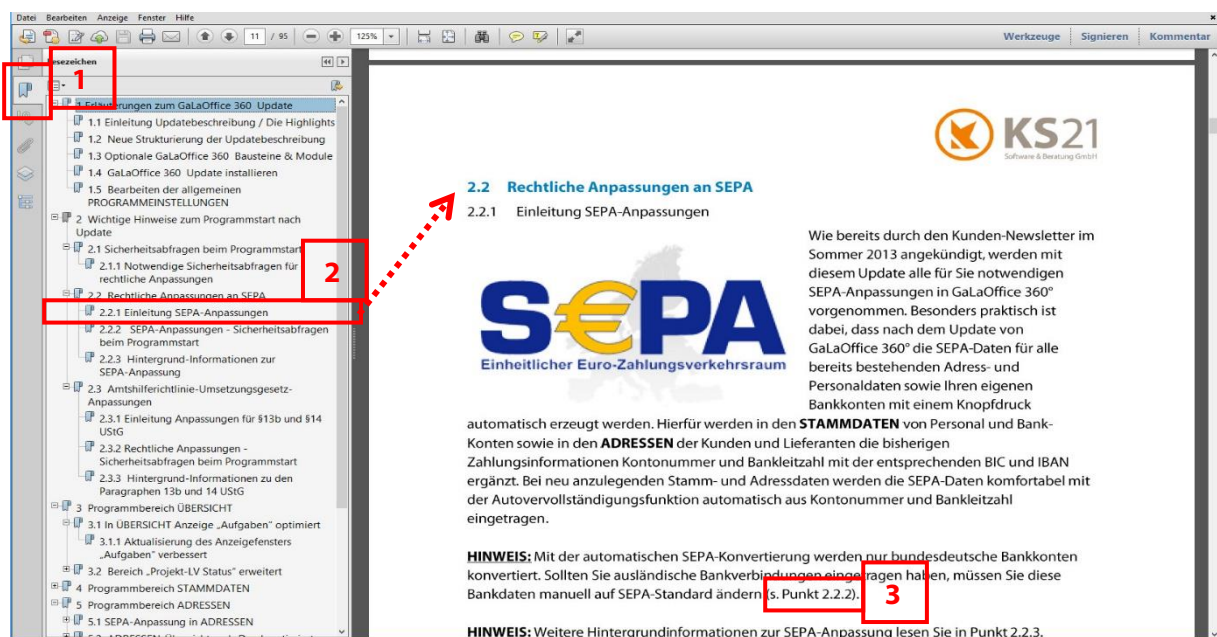 Datei Bearbeiten Anzeige Fenster Hilfe
11 / 95 125% Werkzeuge Signieren Kommentar
Lesezeichen
1
1 Erläuterungen zum GaLaOffice 360 Update
1.1 Einleitung Updatebeschreibung / Die Highlights
1.2 Neue Strukturierung der Updatebeschreibung
1.3 Optionale GaLaOffice 360 Bausteine & Module
1.4 GaLaOffice 360 Update installieren
1.5 Bearbeiten der allgemeinen
PROGRAMMEINSTELLUNGEN
2 Wichtige Hinweise zum Programmstart nach
Update
2.1 Sicherheitsabfragen beim Programmstart
2.1.1 Notwendige Sicherheitsabfragen für
rechtliche Anpassungen
2
2.2 Rechtliche Anpassungen an SEPA
2.2.1 Einleitung SEPA-Anpassungen
2.2.2 SEPA-Anpassungen - Sicherheitsabfragen
beim Programmstart
2.2.3 Hintergrund-Informationen zur
SEPA-Anpassung
2.3 Amtshilferichtlinie-Umsetzungsgesetz-
Anpassungen
2.3.1 Einleitung Anpassungen für §13b und §14
UStG
2.3.2 Rechtliche Anpassungen -
Sicherheitsabfragen beim Programmstart
2.3.3 Hintergrund-Informationen zu den
Paragraphen 13b und 14 UStG
3 Programmbereich ÜBERSICHT
3.1 In ÜBERSICHT Anzeige „Aufgaben" optimiert
3.1.1 Aktualisierung des Anzeigefensters
„Aufgaben" verbessert
3.2 Bereich „Projekt-LV Status" erweitert
4 Programmbereich STAMMDATEN
5 Programmbereich ADRESSEN
5.1 SEPA-Anpassung in ADRESSEN
KS21
Software & Beratung GmbH
2.2 Rechtliche Anpassungen an SEPA
2.2.1 Einleitung SEPA-Anpassungen
S€PA
Einheitlicher Euro-Zahlungsverkehrsraum
Wie bereits durch den Kunden-Newsletter im
Sommer 2013 angekündigt, werden mit
diesem Update alle für Sie notwendigen
SEPA-Anpassungen in GaLaOffice 360°
vorgenommen. Besonders praktisch ist
dabei, dass nach dem Update von
GaLaOffice 360° die SEPA-Daten für alle
bereits bestehenden Adress- und
Personaldaten sowie Ihren eigenen
Bankkonten mit einem Knopfdruck
automatisch erzeugt werden. Hierfür werden in den STAMMDATEN von Personal und Bank-
Konten sowie in den ADRESSEN der Kunden und Lieferanten die bisherigen
Zahlungsinformationen Kontonummer und Bankleitzahl mit der entsprechenden BIC und IBAN
ergänzt. Bei neu anzulegenden Stamm- und Adressdaten werden die SEPA-Daten komfortabel mit
der Autovervollständigungsfunktion automatisch aus Kontonummer und Bankleitzahl
eingetragen.
HINWEIS: Mit der automatischen SEPA-Konvertierung werden nur bundesdeutsche Bankkonten
konvertiert. Sollten Sie ausländische Bankverbindungen eingetragen haben, müssen Sie diese
Bankdaten manuell auf SEPA-Standard ändern (s. Punkt 2.2.2).
3
HINWEIS: Weitere Hintergrundinformationen zur SEPA-Anpassung lesen Sie in Punkt 2.2.3.